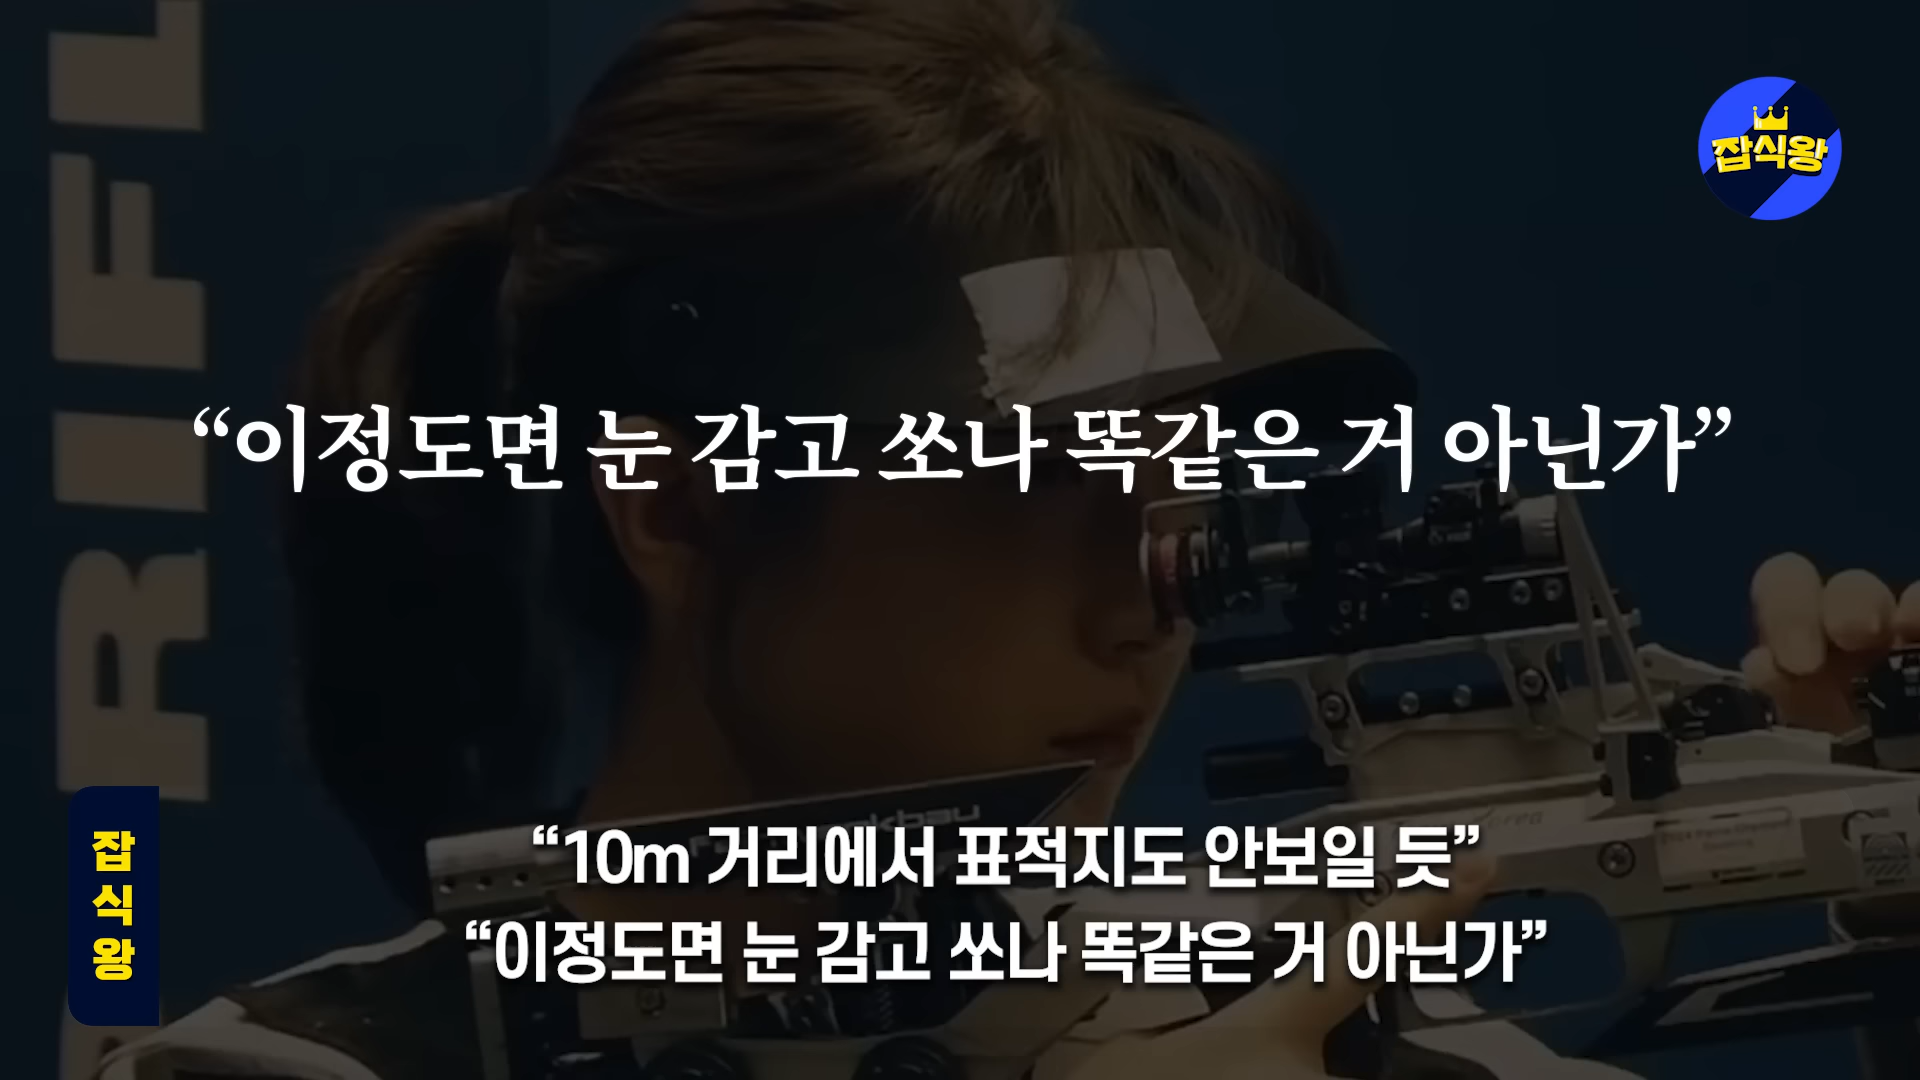 RIFL
잡식왕
“이정도면 눈 감고 쏘나 똑같은 거 아닌가”
잡식왕
“10m 거리에서 표적지도 안보일 듯”
“이정도면 눈 감고 쏘나 똑같은 거 아닌가”